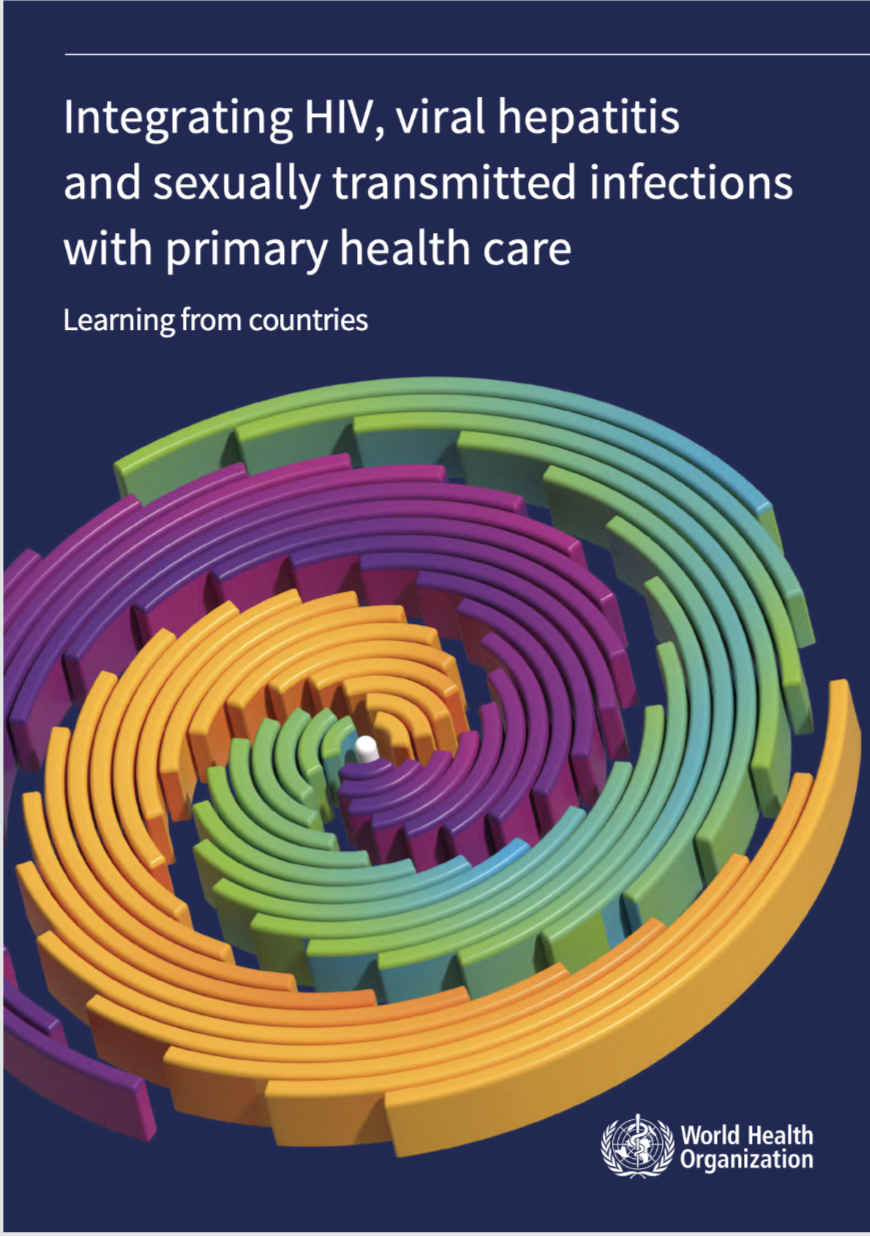 Integrating HIV, viral hepatitis
and sexually transmitted infections
with primary health care
Learning from countries
World Health
Organization